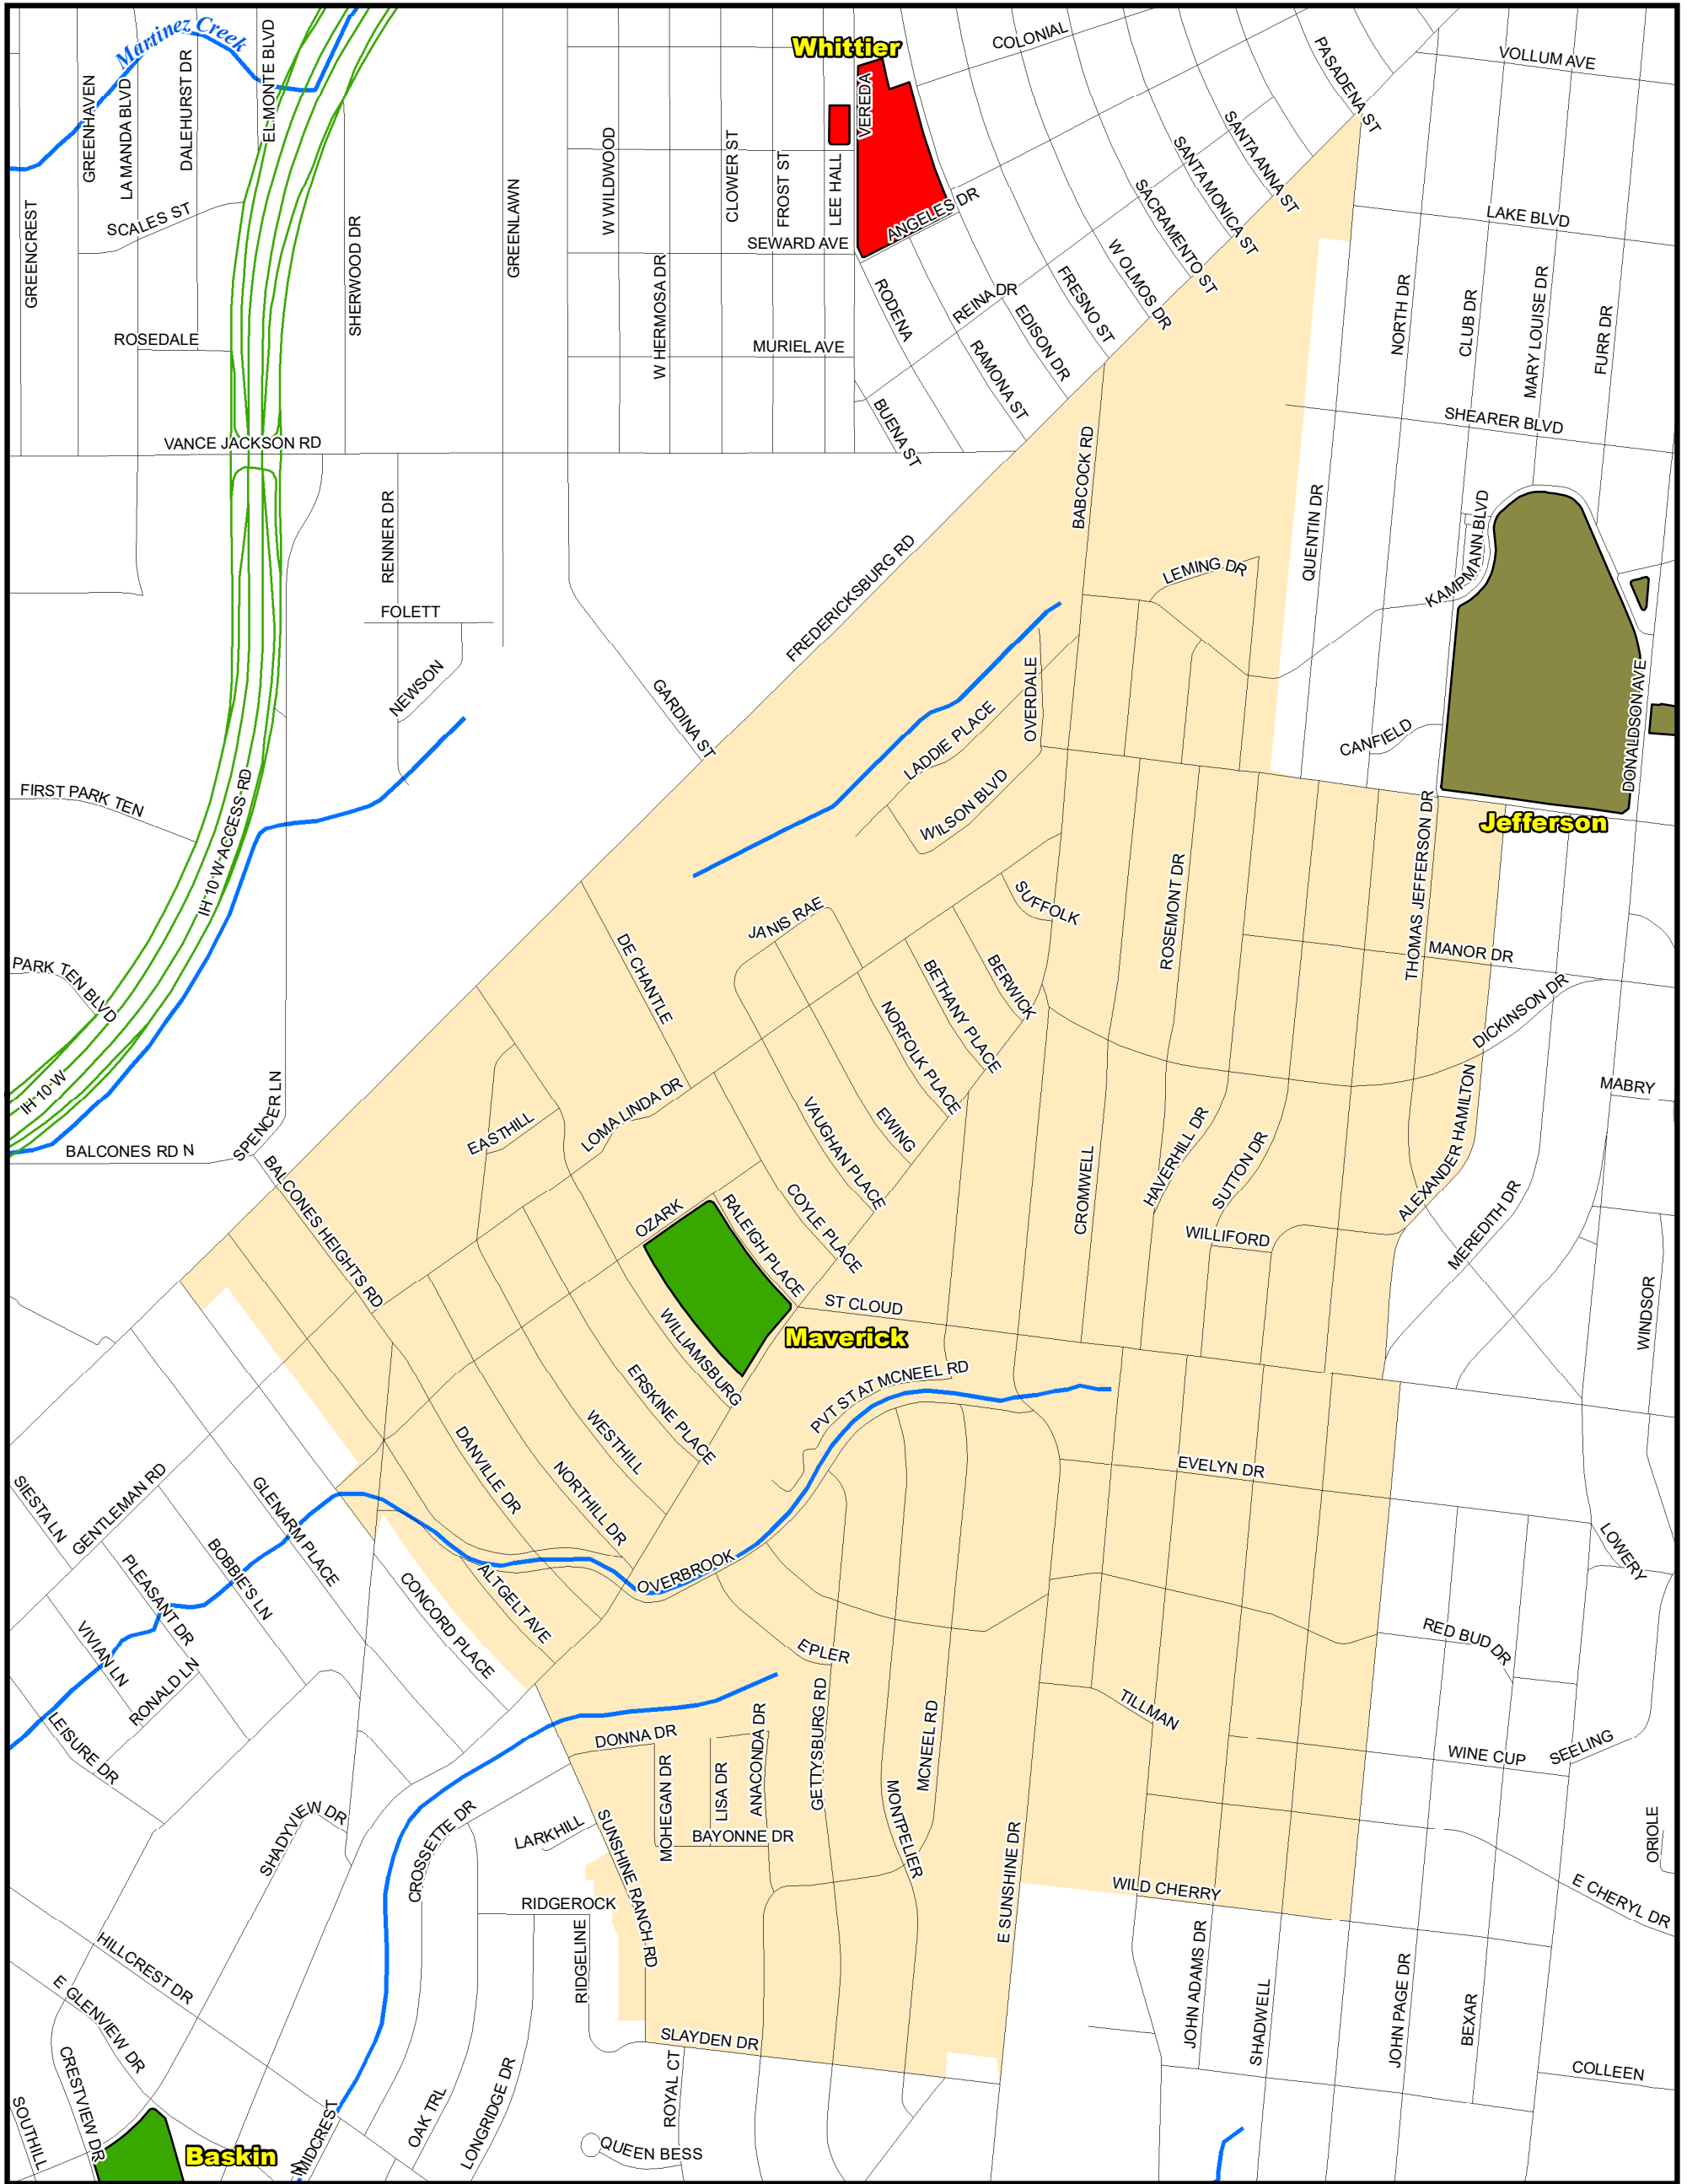 Martinez Creek
EL MONTE BLVD
Whittier
COLONIAL
PASADENA ST
VOLLUM AVE
GREENHAVEN
LA MANDA BLVD
DALEHURST DR
VEREDA
W WILDWOOD
CLOWER ST
FROST ST
LEE HALL
SANTA ANNA ST
SANTA MONICA ST
SACRAMENTO ST
GREENCREST
SCALES ST
SHERWOOD DR
GREENLAWN
SEWARD AVE
ANGELES DR
LAKE BLVD
W HERMOSA DR
RODENA
REINA DR
FRESNO ST
W OLMOS DR
NORTH DR
CLUB DR
MARY LOUISE DR
FURR DR
ROSEDALE
MURIEL AVE
EDISON DR
RAMONA ST
BUENA ST
SHEARER BLVD
VANCE JACKSON RD
BABCOCK RD
RENNER DR
QUENTIN DR
KAMPMANN BLVD
LEMING DR
FREDERICKSBURG RD
FOLETT
NEWSON
GARDINA ST
OVERDALE
LADDIE PLACE
CANFIELD
DONALDSON AVE
FIRST PARK TEN
IH 10 W ACCESS RD
WILSON BLVD
Jefferson
THOMAS JEFFERSON DR
ROSEMONT DR
SUFFOLK
JANIS RAE
DE CHANTLE
MANOR DR
PARK TEN BLVD
BERWICK
BETHANY PLACE
NORFOLK PLACE
DICKINSON DR
IH 10 W
SPENCER LN
LOMA LINDA DR
EASTHILL
VAUGHAN PLACE
EWING
MABRY
ALEXANDER HAMILTON
HAVERHILL DR
SUTTON DR
CROMWELL
BALCONES RD N
BALCONES HEIGHTS RD
OZARK
RALEIGH PLACE
COYLE PLACE
WILLIFORD
MEREDITH DR
WINDSOR
ST CLOUD
Maverick
WILLIAMSBURG
ERSKINE PLACE
PVT ST AT MCNEEL RD
WESTHILL
NORTHILL DR
DANVILLE DR
EVELYN DR
SIESTA LN
GENTLEMAN RD
GLENARM PLACE
BOBBIE'S LN
PLEASANT DR
VIVIAN LN
RONALD LN
LEISURE DR
CONCORD PLACE
ALTGELT AVE
OVERBROOK
LOWERY
EPLER
RED BUD DR
TILLMAN
WINE CUP
SEELING
DONNA DR
MOHEGAN DR
LISA DR
ANACONDA DR
GETTYSBURG RD
MCNEEL RD
MONTPELIER
BAYONNE DR
SHADYVIEW DR
CROSSETTE DR
LARKHILL
SUNSHINE RANCH RD
E SUNSHINE DR
ORIOLE
WILD CHERRY
E CHERYL DR
RIDGEROCK
RIDGELINE
HILLCREST DR
E GLENVIEW DR
JOHN ADAMS DR
SHADWELL
JOHN PAGE DR
BEXAR
SLAYDEN DR
ROYAL CT
COLLEEN
CRESTVIEW DR
SOUTHILL
Baskin
N MIDCREST
OAK TRL
LONGRIDGE DR
QUEEN BESS